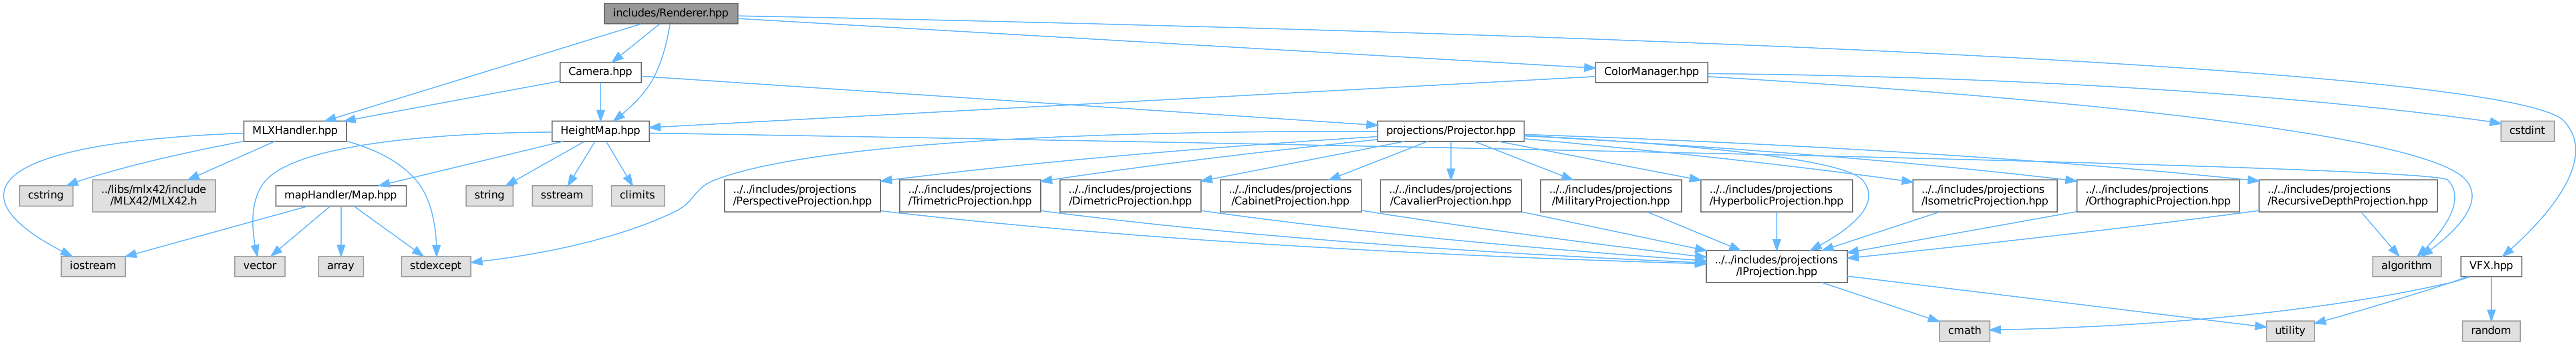 includes/Renderer.hpp
Camera.hpp
ColorManager.hpp
MLXHandler.hpp
HeightMap.hpp
projections/Projector.hpp
cstdint
cstring
../libs/mlx42/include
/MLX42/MLX42.h
mapHandler/Map.hpp
string
sstream
climits
../../includes/projections
/PerspectiveProjection.hpp
../../includes/projections
/TrimetricProjection.hpp
../../includes/projections
/DimetricProjection.hpp
../../includes/projections
/CabinetProjection.hpp
../../includes/projections
/CavalierProjection.hpp
../../includes/projections
/MilitaryProjection.hpp
../../includes/projections
/HyperbolicProjection.hpp
../../includes/projections
/IsometricProjection.hpp
../../includes/projections
/OrthographicProjection.hpp
../../includes/projections
/RecursiveDepthProjection.hpp
iostream
vector
array
stdexcept
../../includes/projections
/IProjection.hpp
algorithm
VFX.hpp
cmath
utility
random